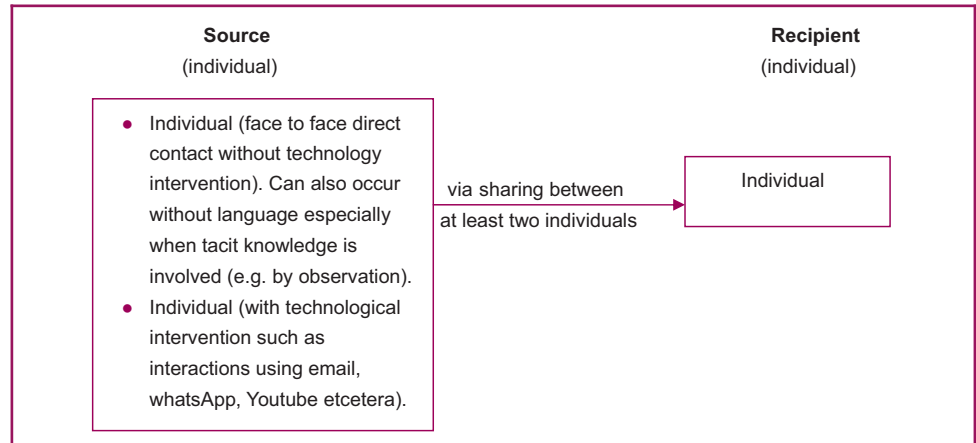 Source
(individual)
Recipient
(individual)
● Individual (face to face direct
contact without technology
intervention). Can also occur
without language especially
when tacit knowledge is
involved (e.g. by observation).
● Individual (with technological
intervention such as
interactions using email,
whatsApp, Youtube etcetera).
via sharing between
at least two individuals
Individual